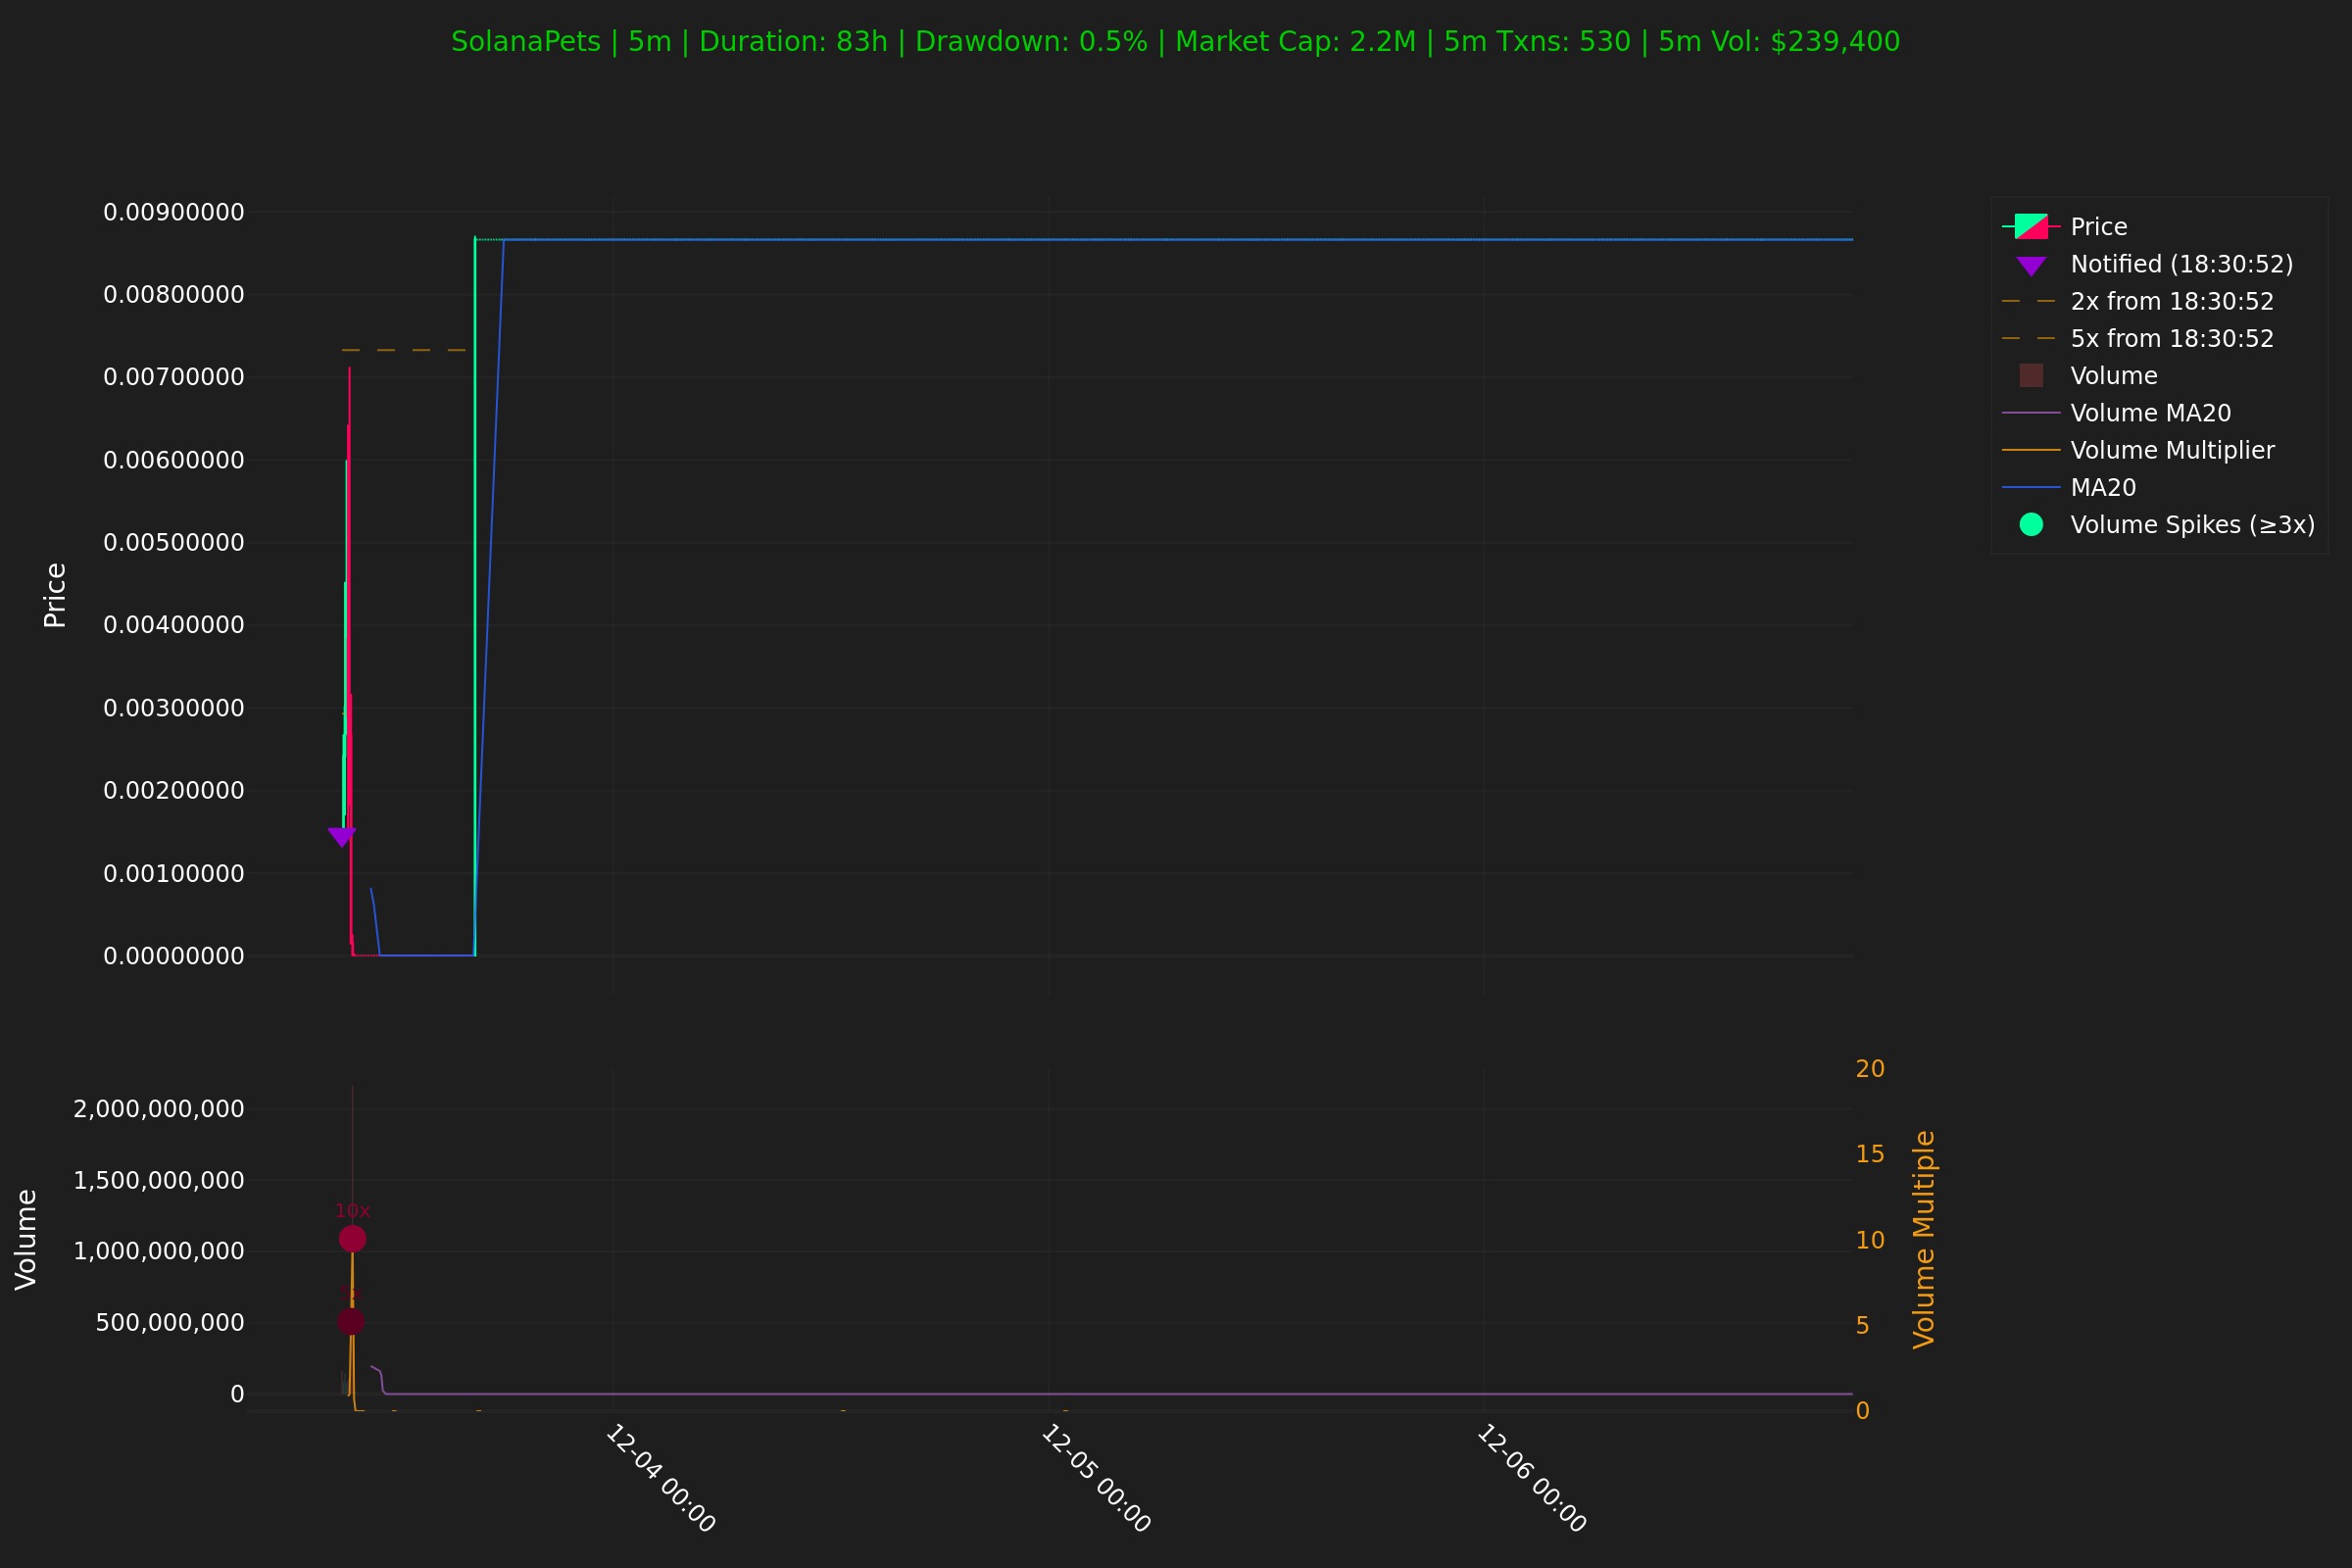 SolanaPets | 5m | Duration: 83h | Drawdown: 0.5% | Market Cap: 2.2M | 5m Txns: 530 | 5m Vol: $239,400
Price
0.00900000
0.00800000
0.00700000
0.00600000
0.00500000
0.00400000
0.00300000
0.00200000
0.00100000
0.00000000
Price
Notified (18:30:52)
2x from 18:30:52
5x from 18:30:52
Volume
Volume MA20
Volume Multiplier
MA20
Volume Spikes (≥3x)
Volume
2,000,000,000
1,500,000,000
1,000,000,000
500,000,000
0
10x
20
15
10
5
0
Volume Multiple
12-04 00:00
12-05 00:00
12-06 00:00